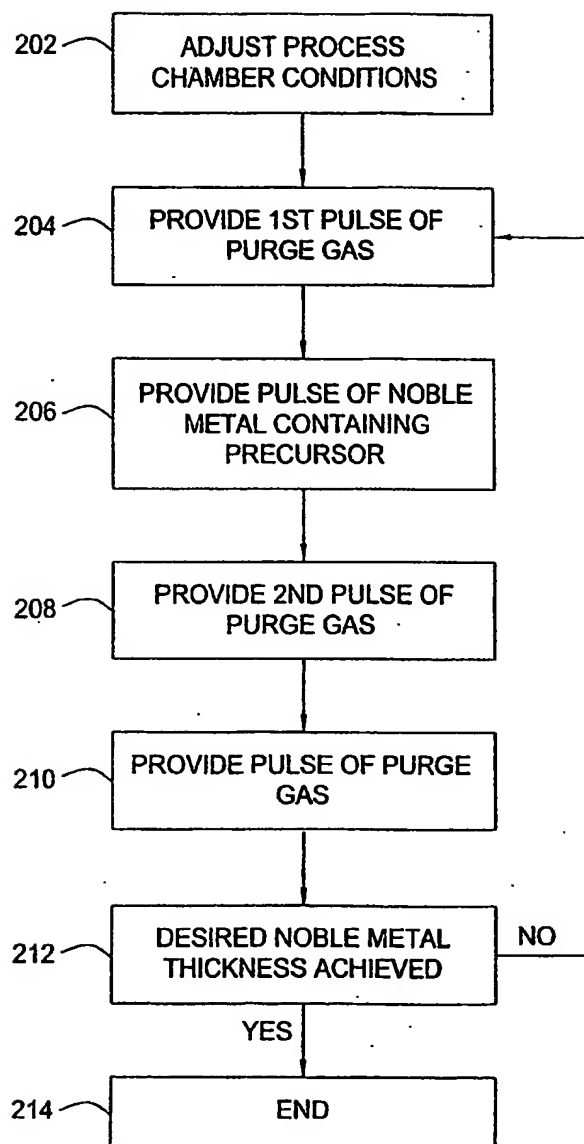 202
ADJUST PROCESS
CHAMBER CONDITIONS
204
PROVIDE 1ST PULSE OF
PURGE GAS
206
PROVIDE PULSE OF NOBLE
METAL CONTAINING
PRECURSOR
208
PROVIDE 2ND PULSE OF
PURGE GAS
210
PROVIDE PULSE OF PURGE
GAS
212
DESIRED NOBLE METAL
THICKNESS ACHIEVED
NO
YES
214
END